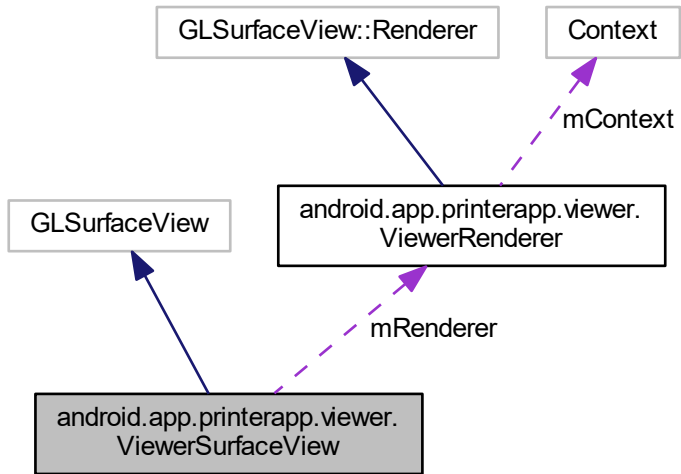 GLSurfaceView::Renderer
Context
mContext
android.app.printerapp.viewer.
ViewerRenderer
GLSurfaceView
mRenderer
android.app.printerapp.viewer.
ViewerSurfaceView